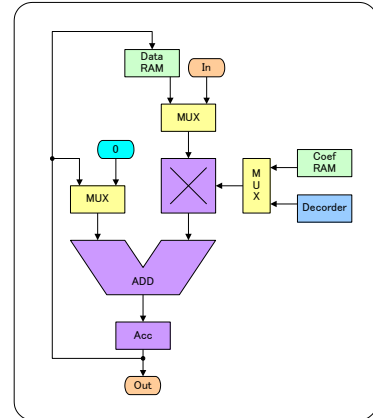 Data
RAM
In
MUX
0
MUX
M
U
X
Coef
RAM
Decorder
ADD
Acc
Out